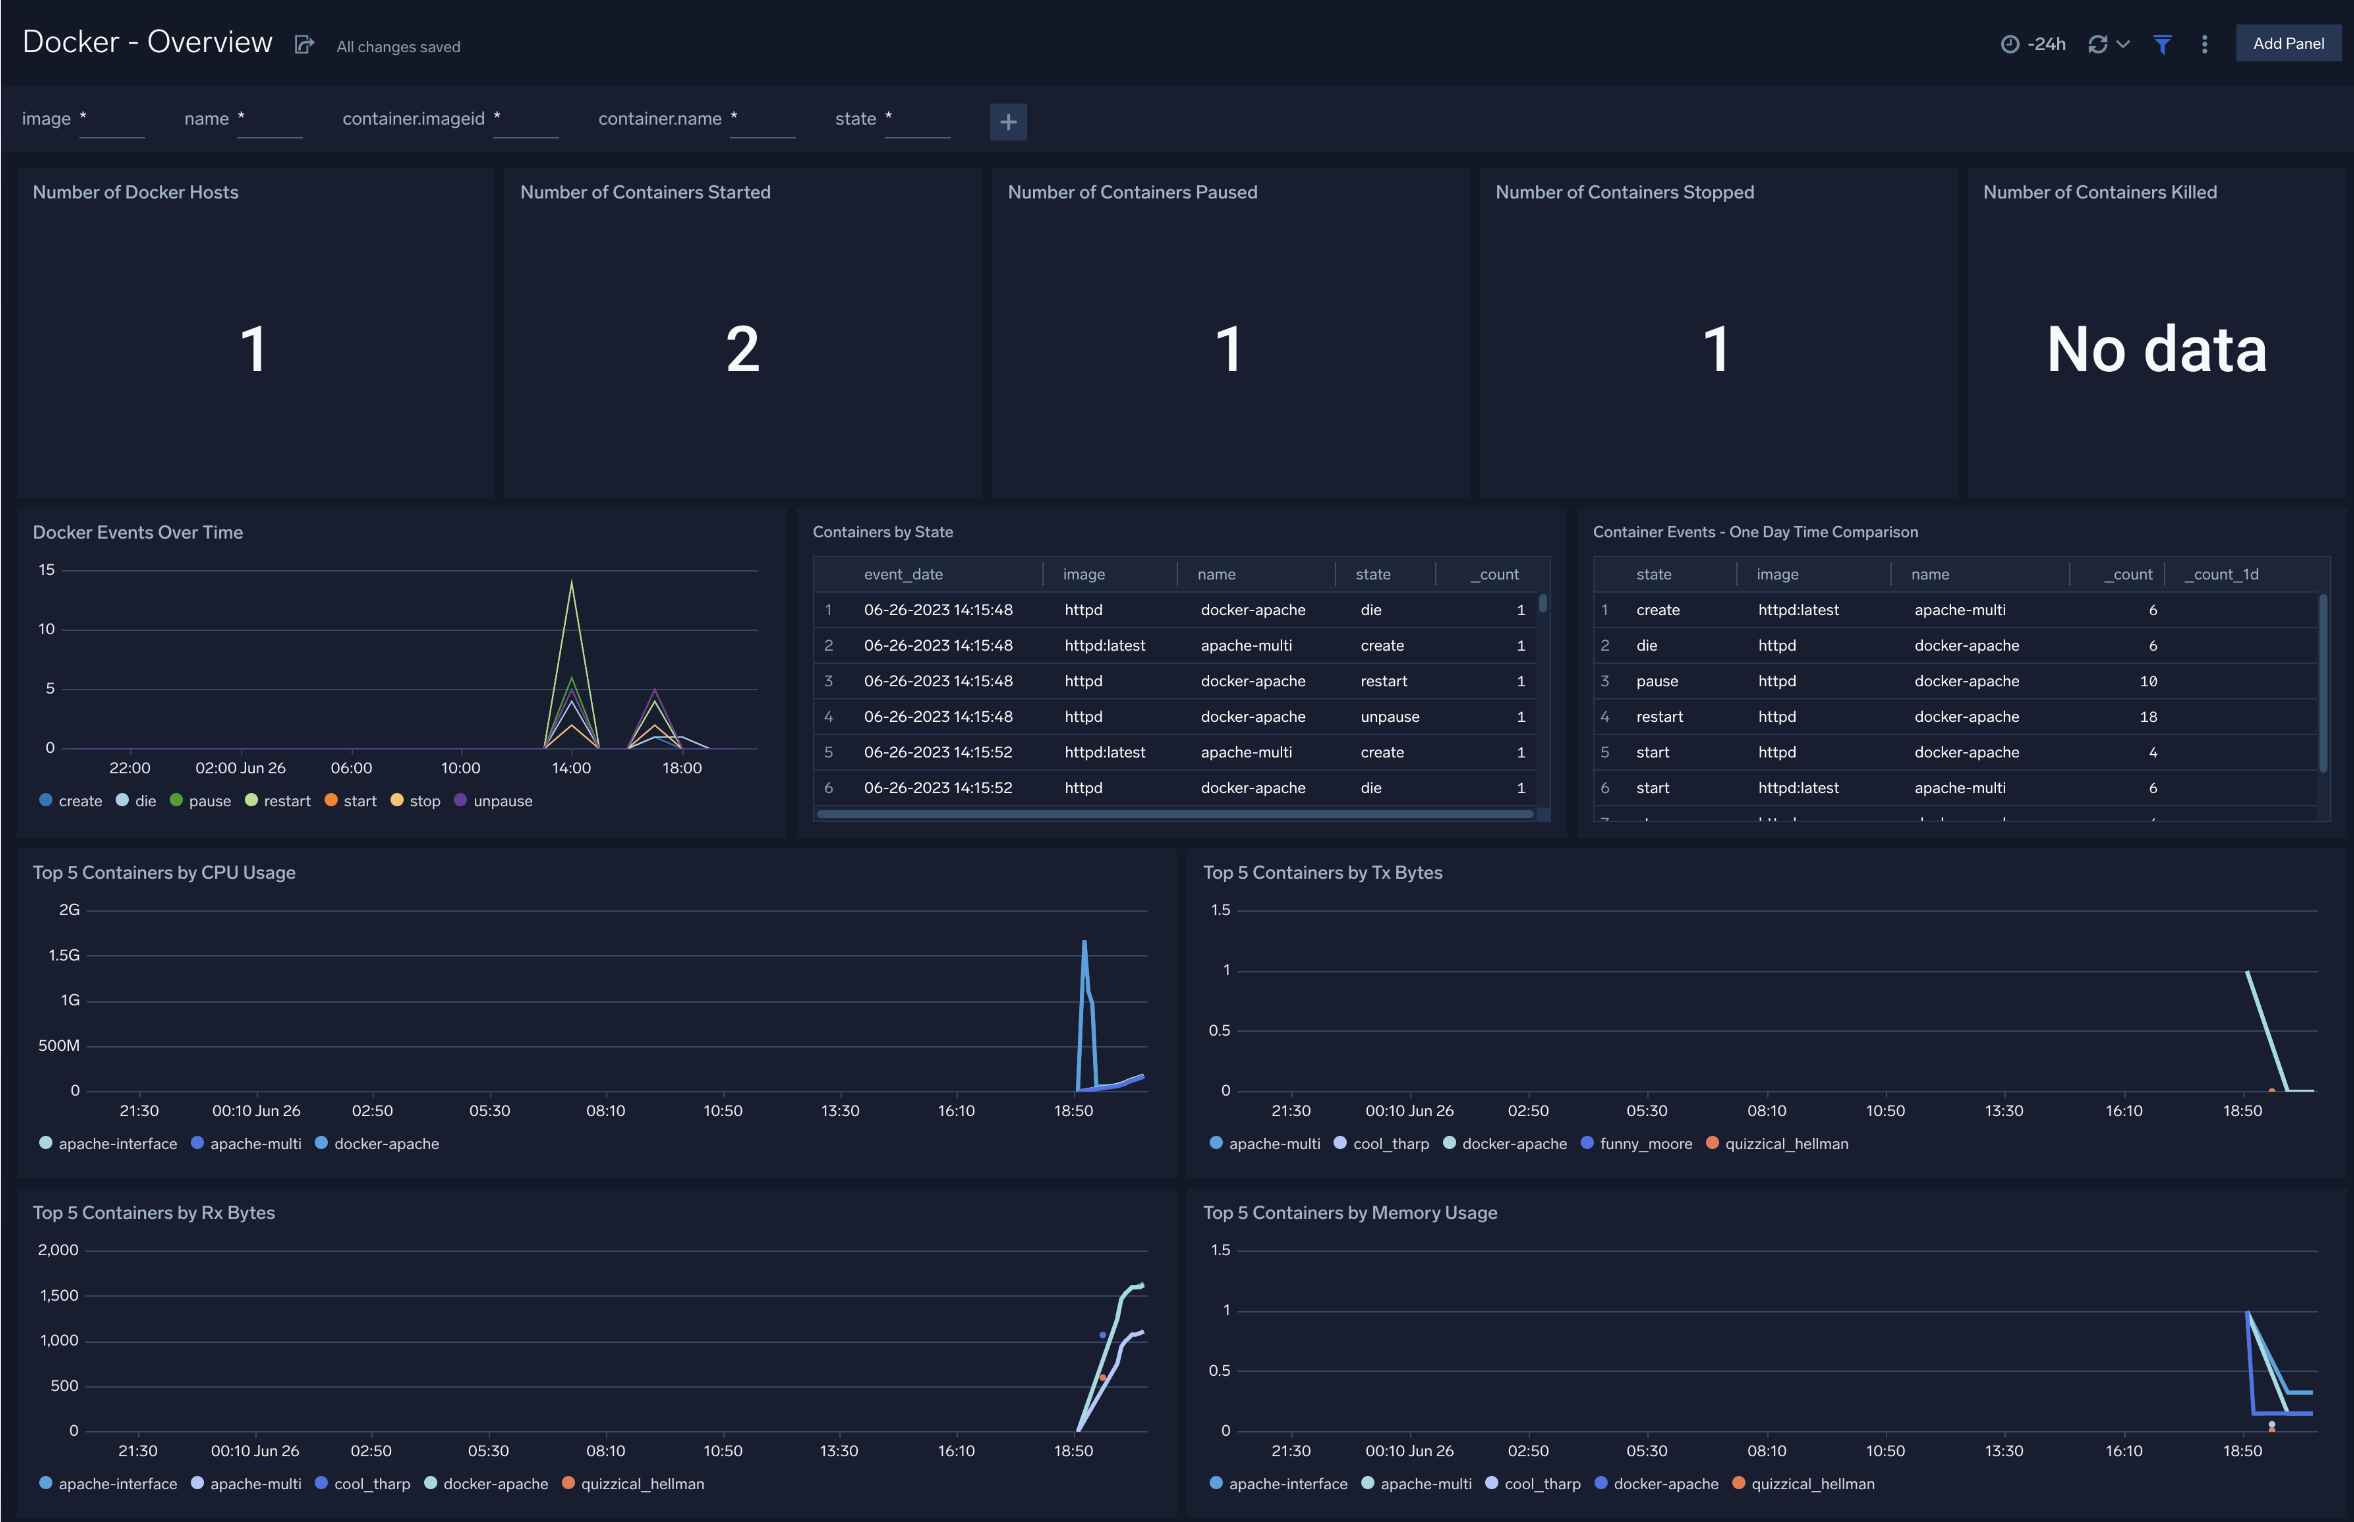 Docker - Overview All changes saved -24h Add Panel
image * name * container.imageid * container.name * state * +
Number of Docker Hosts
1
Number of Containers Started
2
Number of Containers Paused
1
Number of Containers Stopped
1
Number of Containers Killed
No data
Docker Events Over Time
15
10
5
0
22:00 02:00 Jun 26 06:00 10:00 14:00 18:00
create die pause restart start stop unpause
Containers by State
event_date image name state _count
1 06-26-2023 14:15:48 httpd docker-apache die 1
2 06-26-2023 14:15:48 httpd:latest apache-multi create 1
3 06-26-2023 14:15:48 httpd docker-apache restart 1
4 06-26-2023 14:15:48 httpd docker-apache unpause 1
5 06-26-2023 14:15:52 httpd:latest apache-multi create 1
6 06-26-2023 14:15:52 httpd docker-apache die 1
Container Events - One Day Time Comparison
state image name _count _count_1d
1 create httpd:latest apache-multi 6
2 die httpd docker-apache 6
3 pause httpd docker-apache 10
4 restart httpd docker-apache 18
5 start httpd docker-apache 4
6 start httpd:latest apache-multi 6
Top 5 Containers by CPU Usage
2G
1.5G
1G
500M
0
21:30 00:10 Jun 26 02:50 05:30 08:10 10:50 13:30 16:10 18:50
apache-interface apache-multi docker-apache
Top 5 Containers by Tx Bytes
1.5
1
0.5
0
21:30 00:10 Jun 26 02:50 05:30 08:10 10:50 13:30 16:10 18:50
apache-multi cool_tharp docker-apache funny_moore quizzical_hellman
Top 5 Containers by Rx Bytes
2,000
1,500
1,000
500
0
21:30 00:10 Jun 26 02:50 05:30 08:10 10:50 13:30 16:10 18:50
apache-interface apache-multi cool_tharp docker-apache quizzical_hellman
Top 5 Containers by Memory Usage
1.5
1
0.5
0
21:30 00:10 Jun 26 02:50 05:30 08:10 10:50 13:30 16:10 18:50
apache-interface apache-multi cool_tharp docker-apache quizzical_hellman